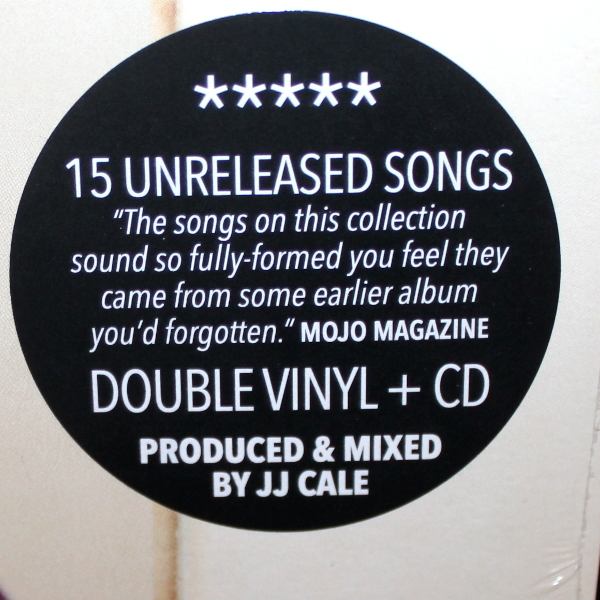 *****
15 UNRELEASED SONGS
“The songs on this collection
sound so fully-formed you feel they
came from some earlier album
you’d forgotten.“ MOJO MAGAZINE
DOUBLE VINYL + CD
PRODUCED & MIXED
BY JJ CALE